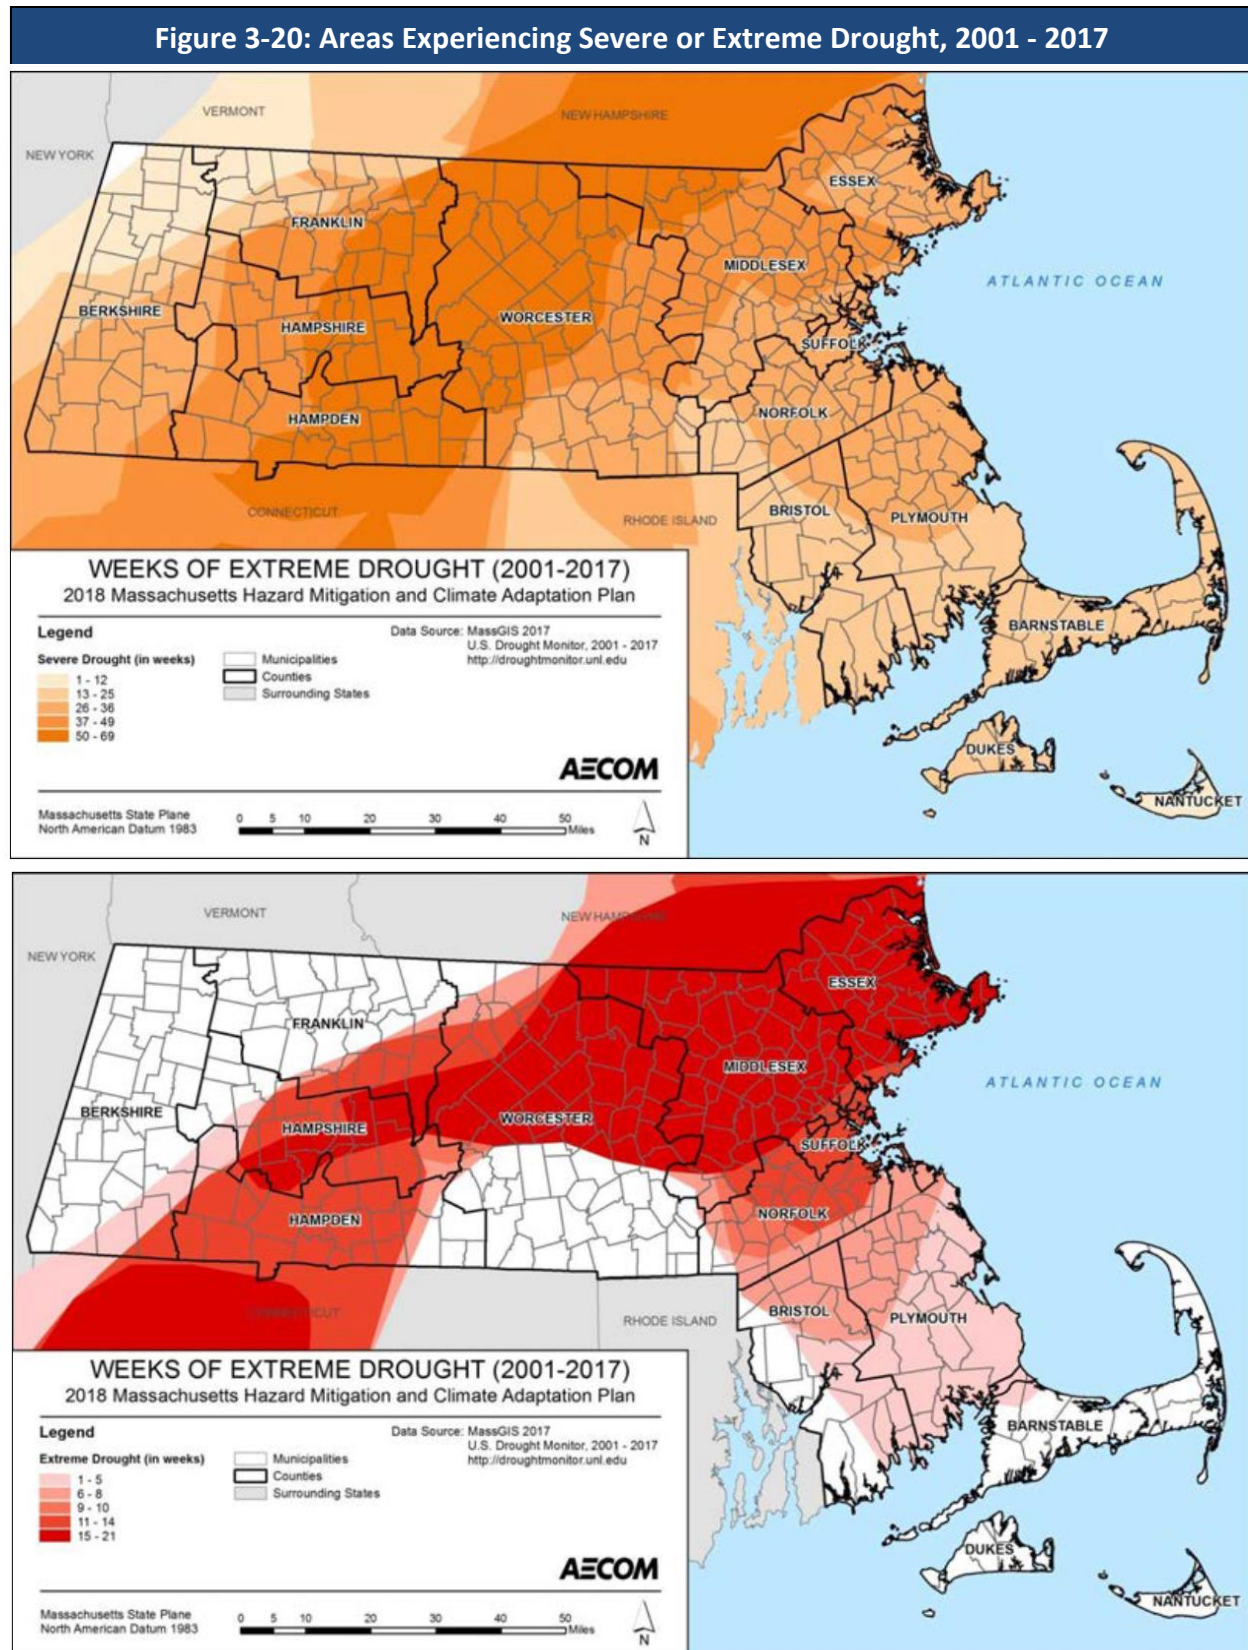 Figure 3-20: Areas Experiencing Severe or Extreme Drought, 2001 - 2017
VERMONT
NEW HAMPSHIRE
NEW YORK
ESSEX
FRANKLIN
MIDDLESEX
ATLANTIC OCEAN
BERKSHIRE
WORCESTER
HAMPSHIRE
SUFFOLK
HAMPDEN
NORFOLK
CONNECTICUT
RHODE ISLAND
BRISTOL
PLYMOUTH
WEEKS OF EXTREME DROUGHT (2001-2017)
2018 Massachusetts Hazard Mitigation and Climate Adaptation Plan
BARNSTABLE
Legend
Data Source: MassGIS 2017
U.S. Drought Monitor, 2001 - 2017
http://droughtmonitor.unl.edu
Severe Drought (in weeks)
1 - 12
13 - 25
26 - 36
37 - 49
50 - 69
Municipalities
Counties
Surrounding States
DUKES
AECOM
NANTUCKET
Massachusetts State Plane
North American Datum 1983
0 5 10 20 30 40 50
Miles
N
VERMONT
NEW HAMPSHIRE
NEW YORK
ESSEX
FRANKLIN
MIDDLESEX
ATLANTIC OCEAN
BERKSHIRE
WORCESTER
HAMPSHIRE
SUFFOLK
HAMPDEN
NORFOLK
CONNECTICUT
RHODE ISLAND
BRISTOL
PLYMOUTH
WEEKS OF EXTREME DROUGHT (2001-2017)
2018 Massachusetts Hazard Mitigation and Climate Adaptation Plan
BARNSTABLE
Legend
Data Source: MassGIS 2017
U.S. Drought Monitor, 2001 - 2017
http://droughtmonitor.unl.edu
Extreme Drought (in weeks)
1 - 5
6 - 8
9 - 10
11 - 14
15 - 21
Municipalities
Counties
Surrounding States
DUKES
AECOM
NANTUCKET
Massachusetts State Plane
North American Datum 1983
0 5 10 20 30 40 50
Miles
N